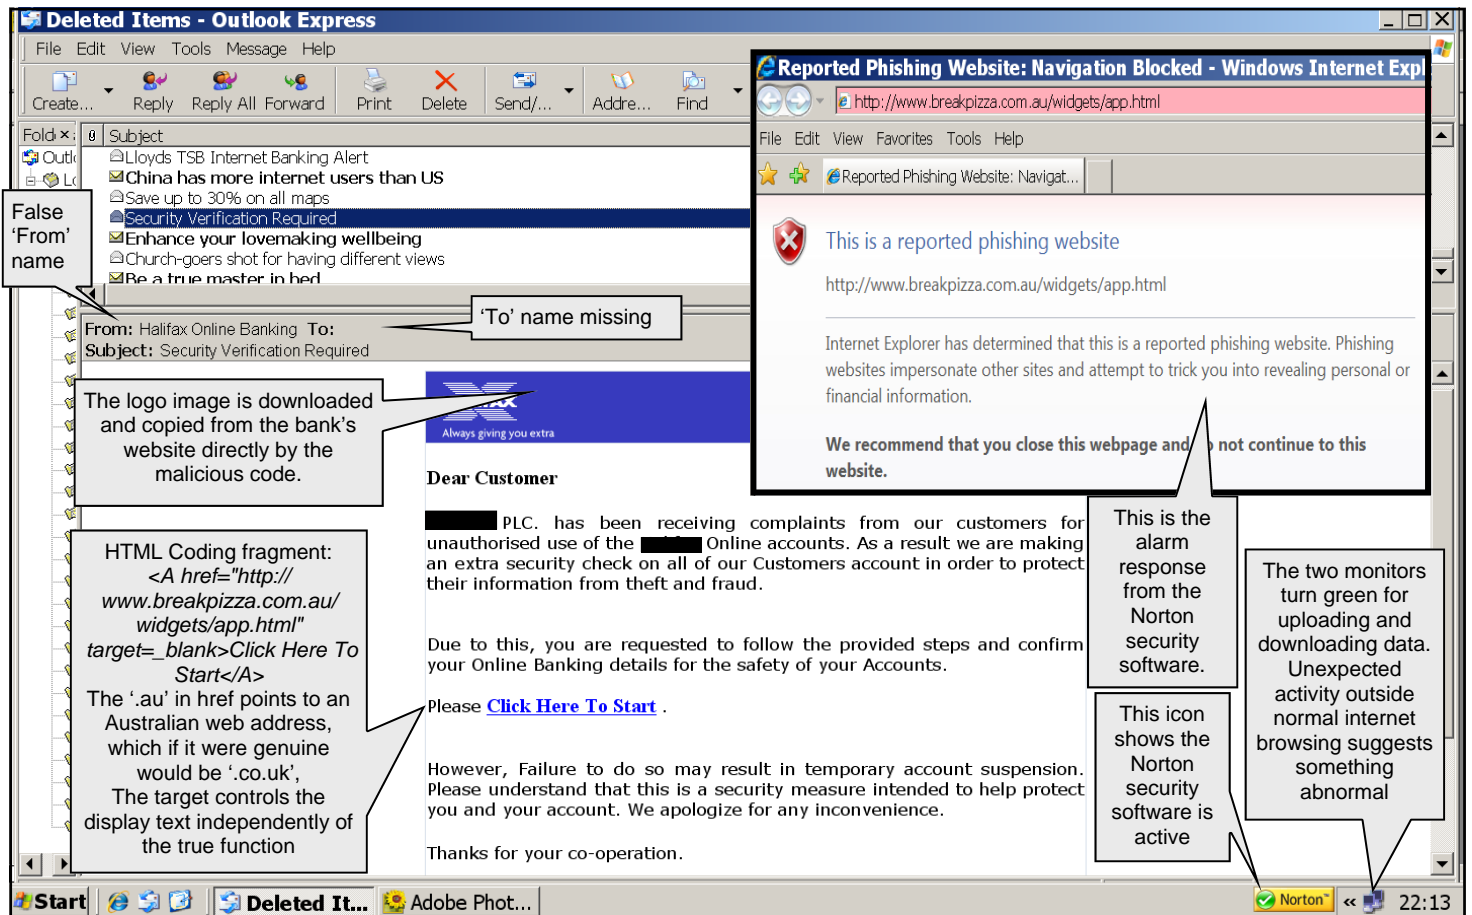 Deleted Items - Outlook Express
File Edit View Tools Message Help
Create... Reply Reply All Forward Print Delete Send/... Addre... Find
Subject
Lloyds TSB Internet Banking Alert
China has more internet users than US
Save up to 30% on all maps
Security Verification Required
Enhance your lovemaking wellbeing
Church-goers shot for having different views
Be a true master in bed
False
‘From’
name
From: Halifax Online Banking To:
Subject: Security Verification Required
‘To’ name missing
Reported Phishing Website: Navigation Blocked - Windows Internet Expl
http://www.breakpizza.com.au/widgets/app.html
File Edit View Favorites Tools Help
Reported Phishing Website: Navigat...
This is a reported phishing website
http://www.breakpizza.com.au/widgets/app.html
Internet Explorer has determined that this is a reported phishing website. Phishing
websites impersonate other sites and attempt to trick you into revealing personal or
financial information.
We recommend that you close this webpage and do not continue to this
website.
The logo image is downloaded
and copied from the bank’s
website directly by the
malicious code.
Always giving you extra
Dear Customer
PLC. has been receiving complaints from our customers for
unauthorised use of the Online accounts. As a result we are making
an extra security check on all of our Customers account in order to protect
their information from theft and fraud.
Due to this, you are requested to follow the provided steps and confirm
your Online Banking details for the safety of your Accounts.
Please Click Here To Start .
However, Failure to do so may result in temporary account suspension.
Please understand that this is a security measure intended to help protect
you and your account. We apologize for any inconvenience.
Thanks for your co-operation.
HTML Coding fragment:
<A href="http://
www.breakpizza.com.au/
widgets/app.html"
target=_blank>Click Here To
Start</A>
The ‘.au’ in href points to an
Australian web address,
which if it were genuine
would be ‘.co.uk’,
The target controls the
display text independently of
the true function
This is the
alarm
response
from the
Norton
security
software.
This icon
shows the
Norton
security
software is
active
The two monitors
turn green for
uploading and
downloading data.
Unexpected
activity outside
normal internet
browsing suggests
something
abnormal
Start Deleted It... Adobe Phot... Norton « 22:13